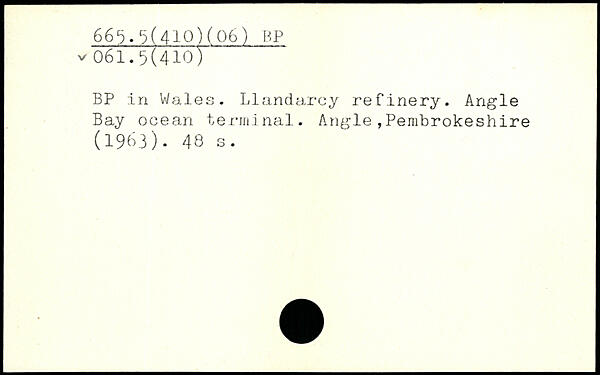 665.5(410)(06) BP
v 061.5(410)
BP in Wales. Llandarcy refinery. Angle
Bay ocean terminal. Angle,Pembrokeshire
(1963). 48 s.